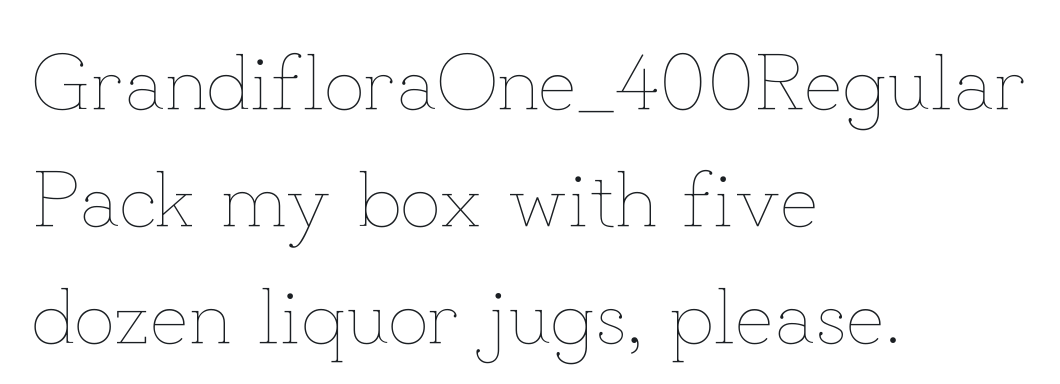 GrandifloraOne_400Regular
Pack my box with five
dozen liquor jugs, please.